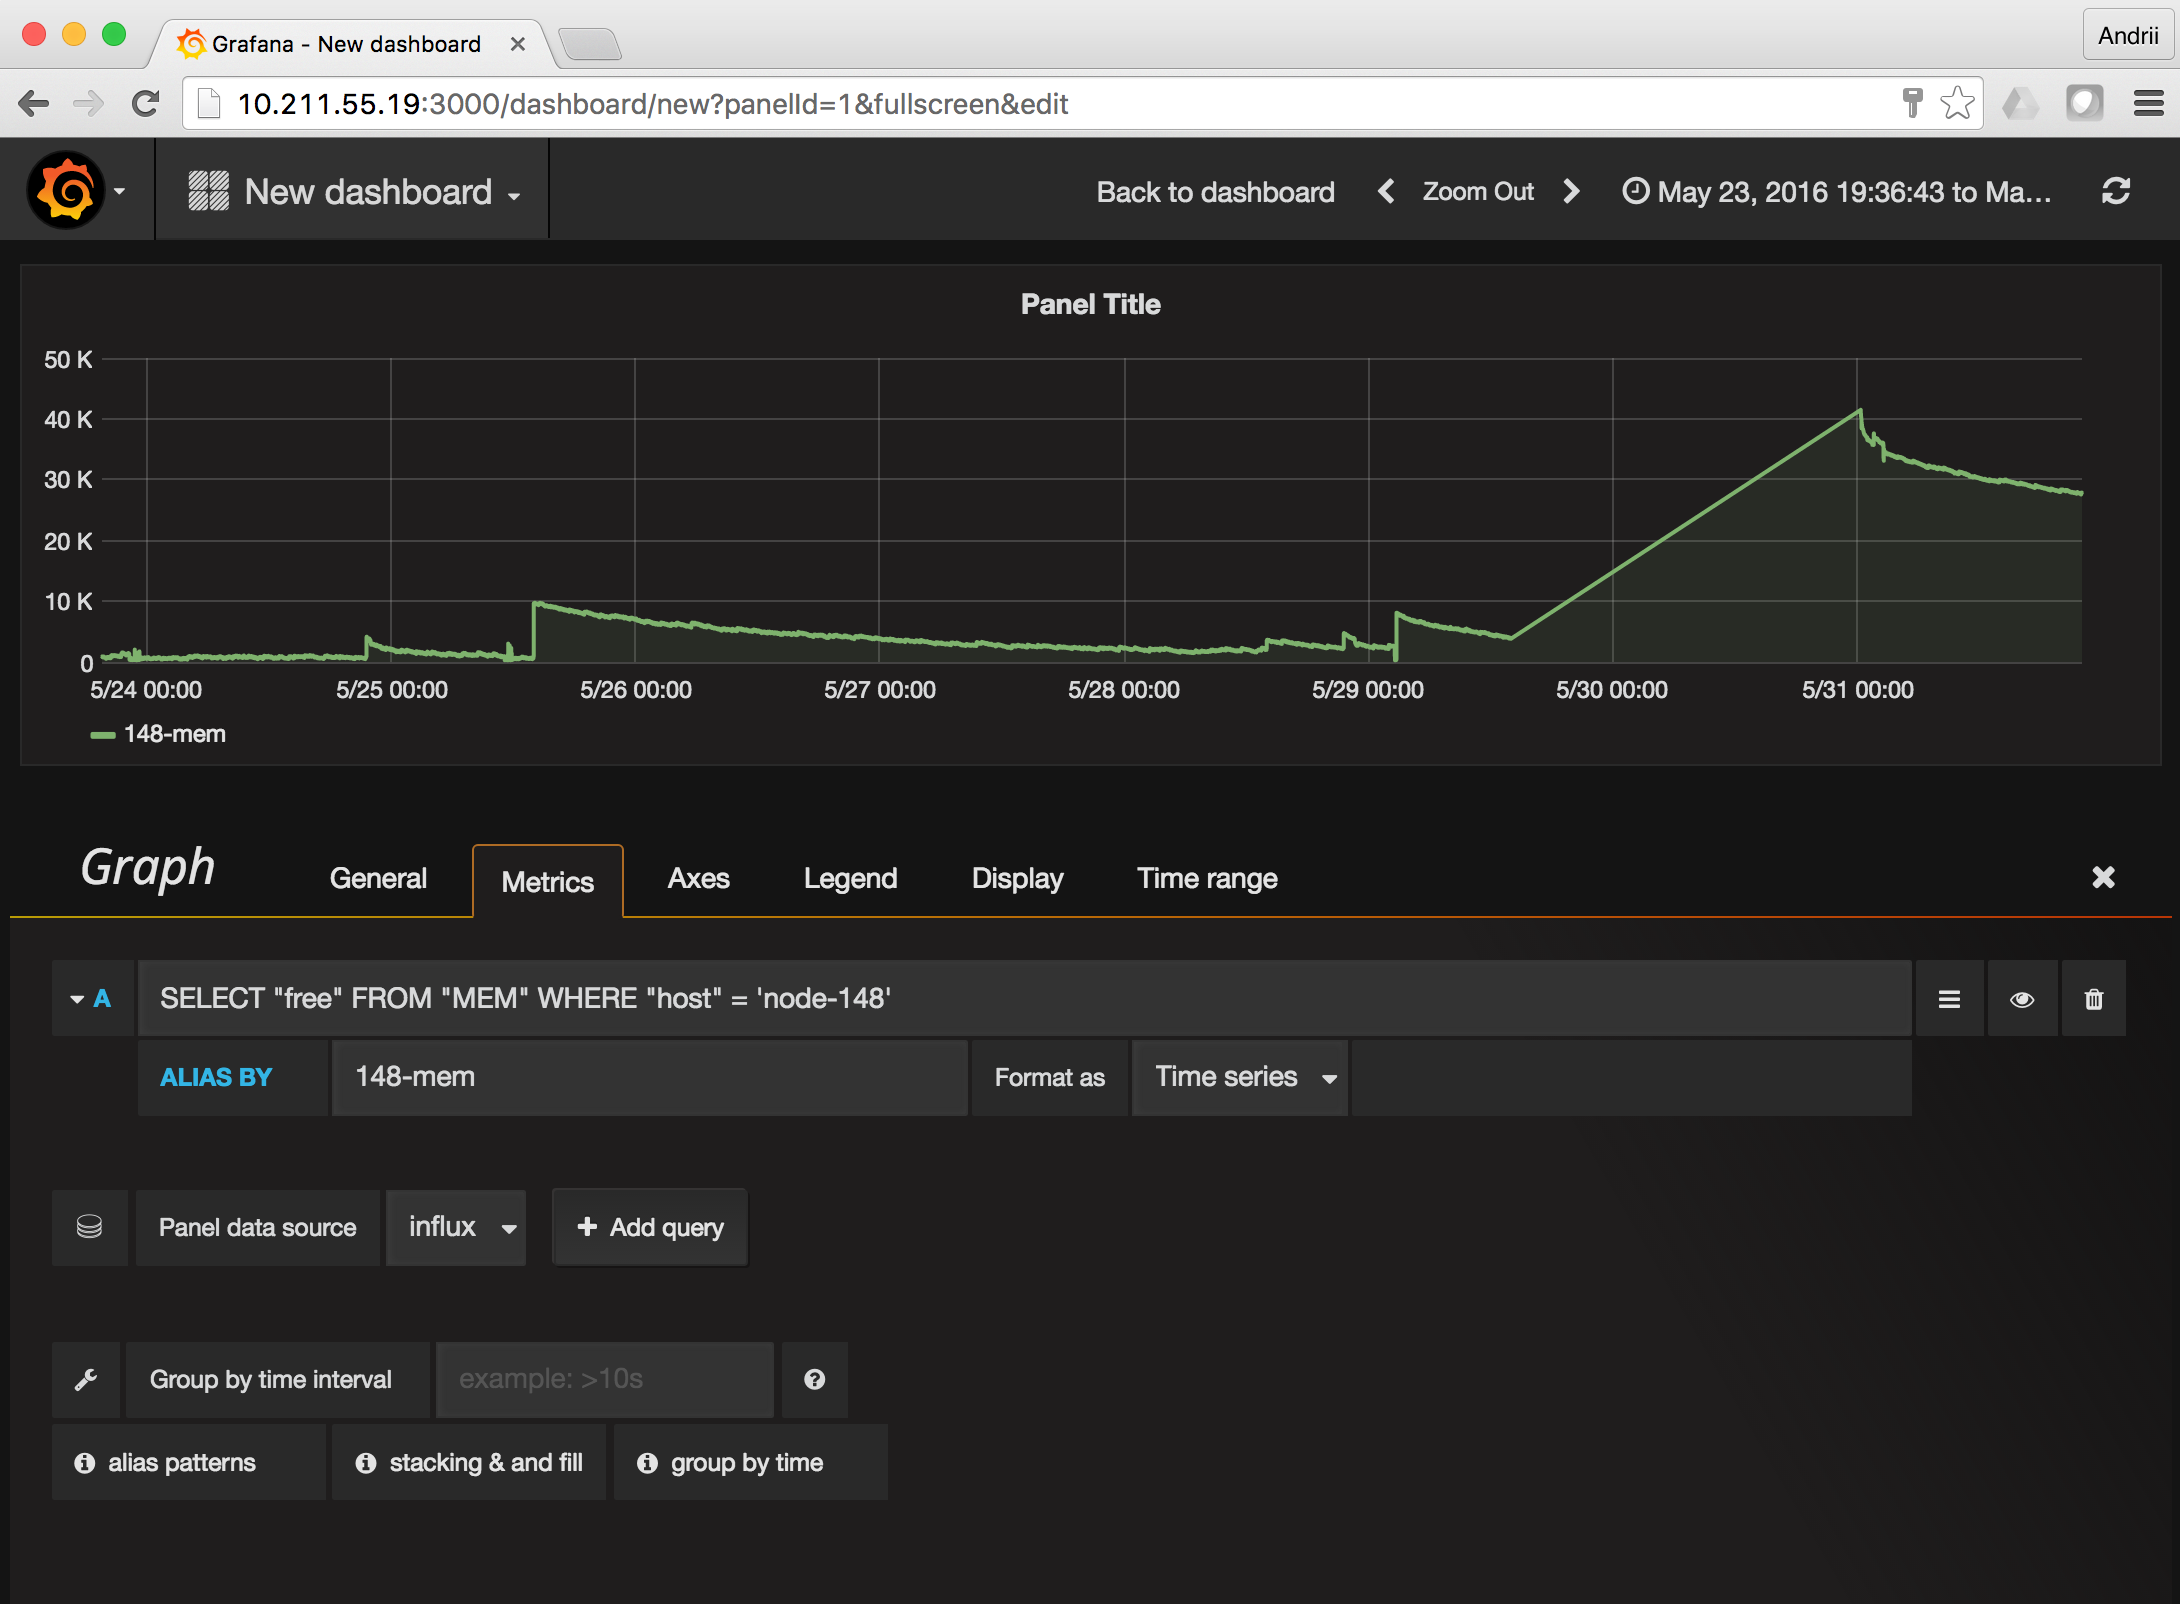 Grafana - New dashboard
Andrii
10.211.55.19:3000/dashboard/new?panelId=1&fullscreen&edit
New dashboard
Back to dashboard
Zoom Out
May 23, 2016 19:36:43 to Ma...
Panel Title
50 K
40 K
30 K
20 K
10 K
0
5/24 00:00
5/25 00:00
5/26 00:00
5/27 00:00
5/28 00:00
5/29 00:00
5/30 00:00
5/31 00:00
148-mem
Graph
General
Metrics
Axes
Legend
Display
Time range
A
SELECT "free" FROM "MEM" WHERE "host" = 'node-148'
ALIAS BY
148-mem
Format as
Time series
Panel data source
influx
+ Add query
Group by time interval
example: >10s
alias patterns
stacking & and fill
group by time